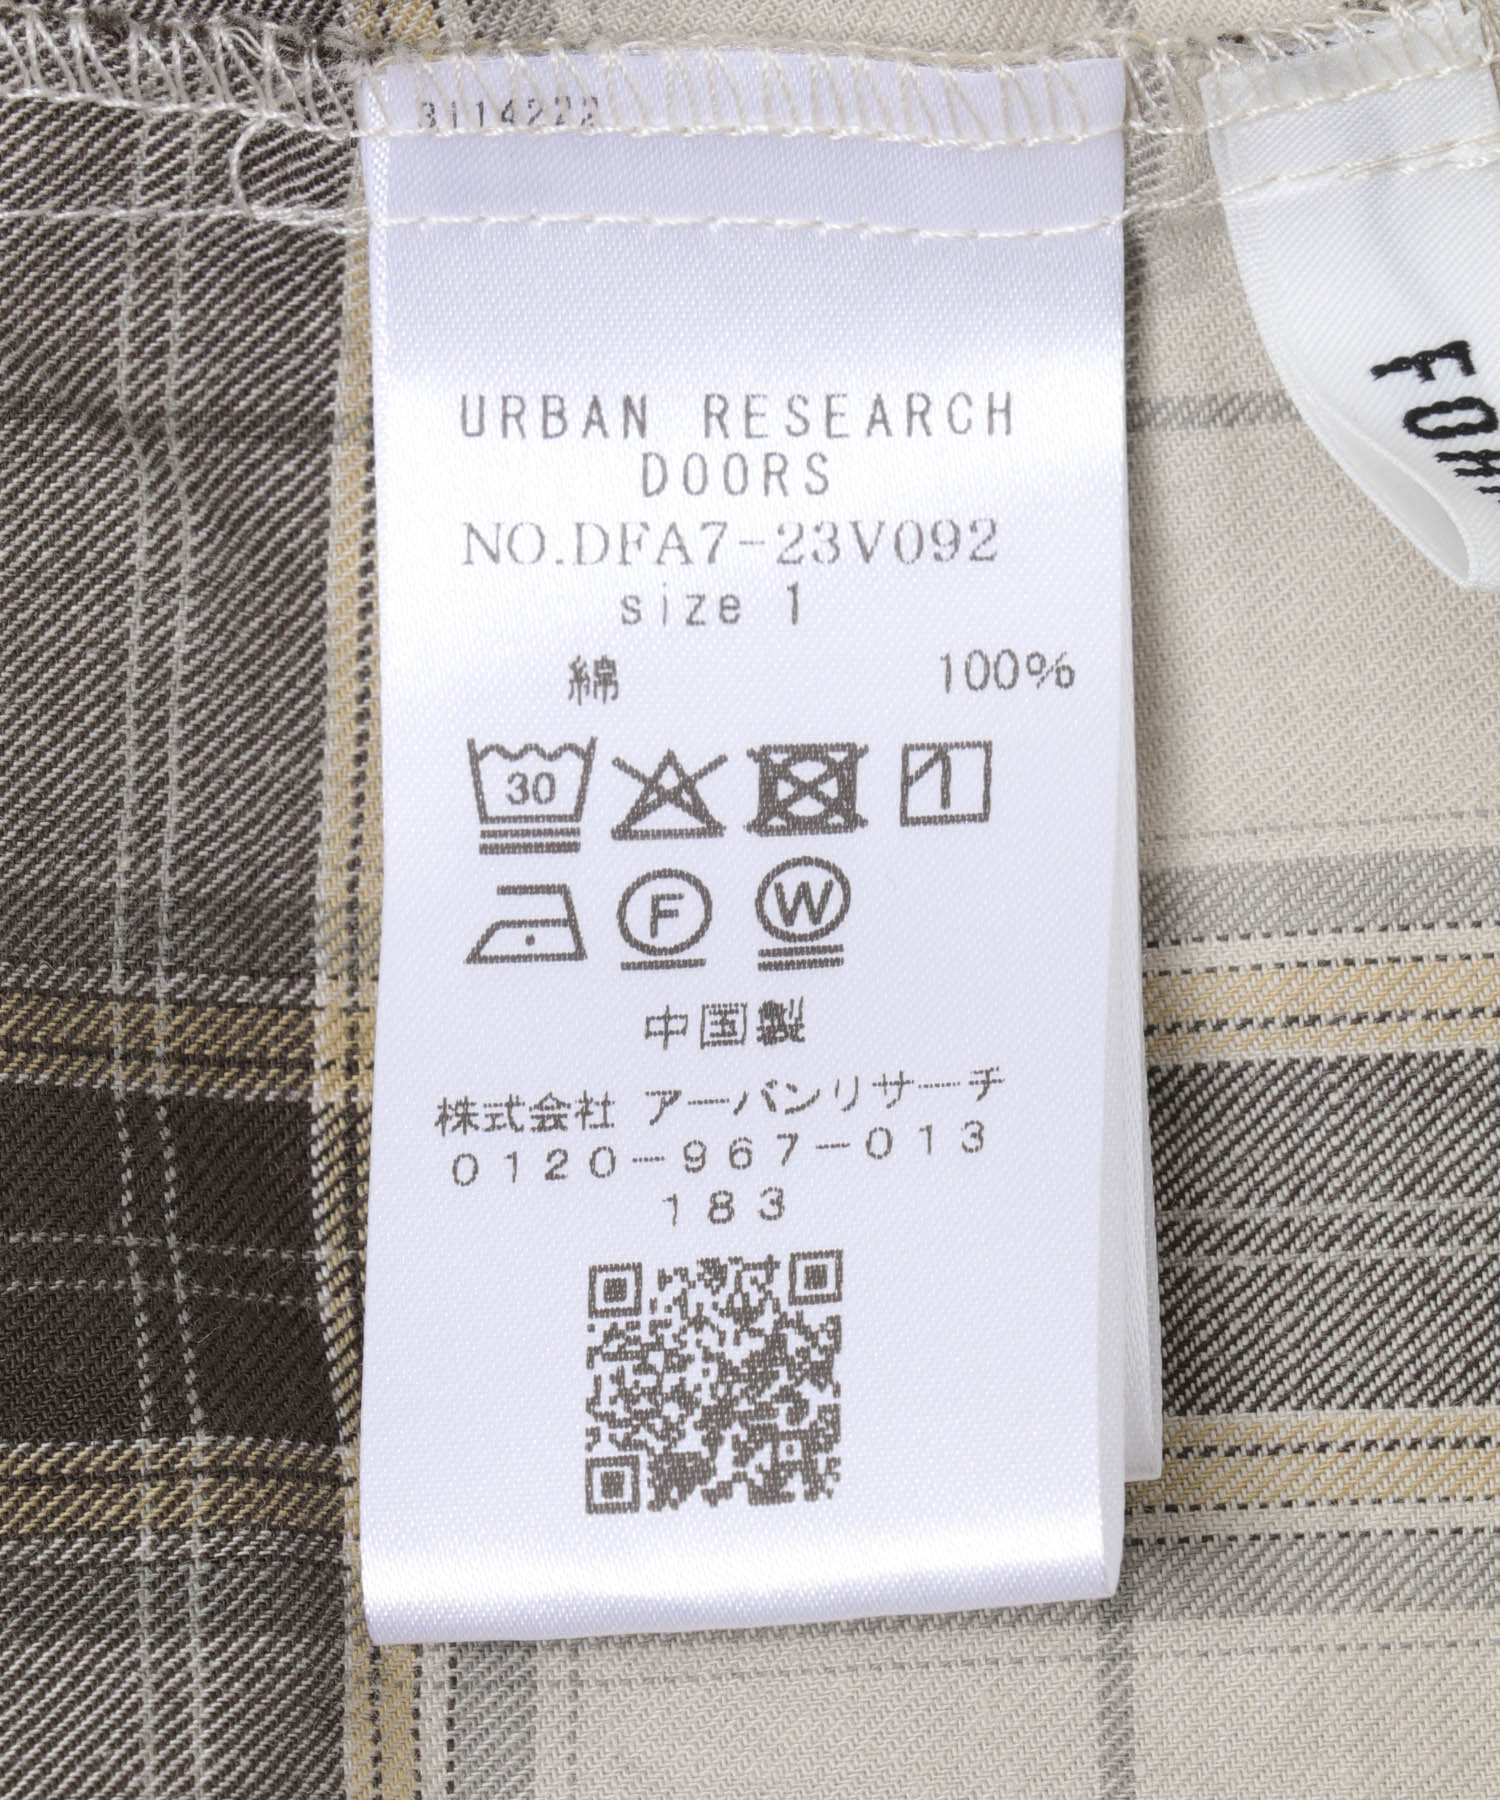 3114222
URBAN RESEARCH
DOORS
NO.DFA7-23V092
size 1
綿 100%
30
F W
中国製
株式会社 アーバンリサーチ
0120-967-013
183